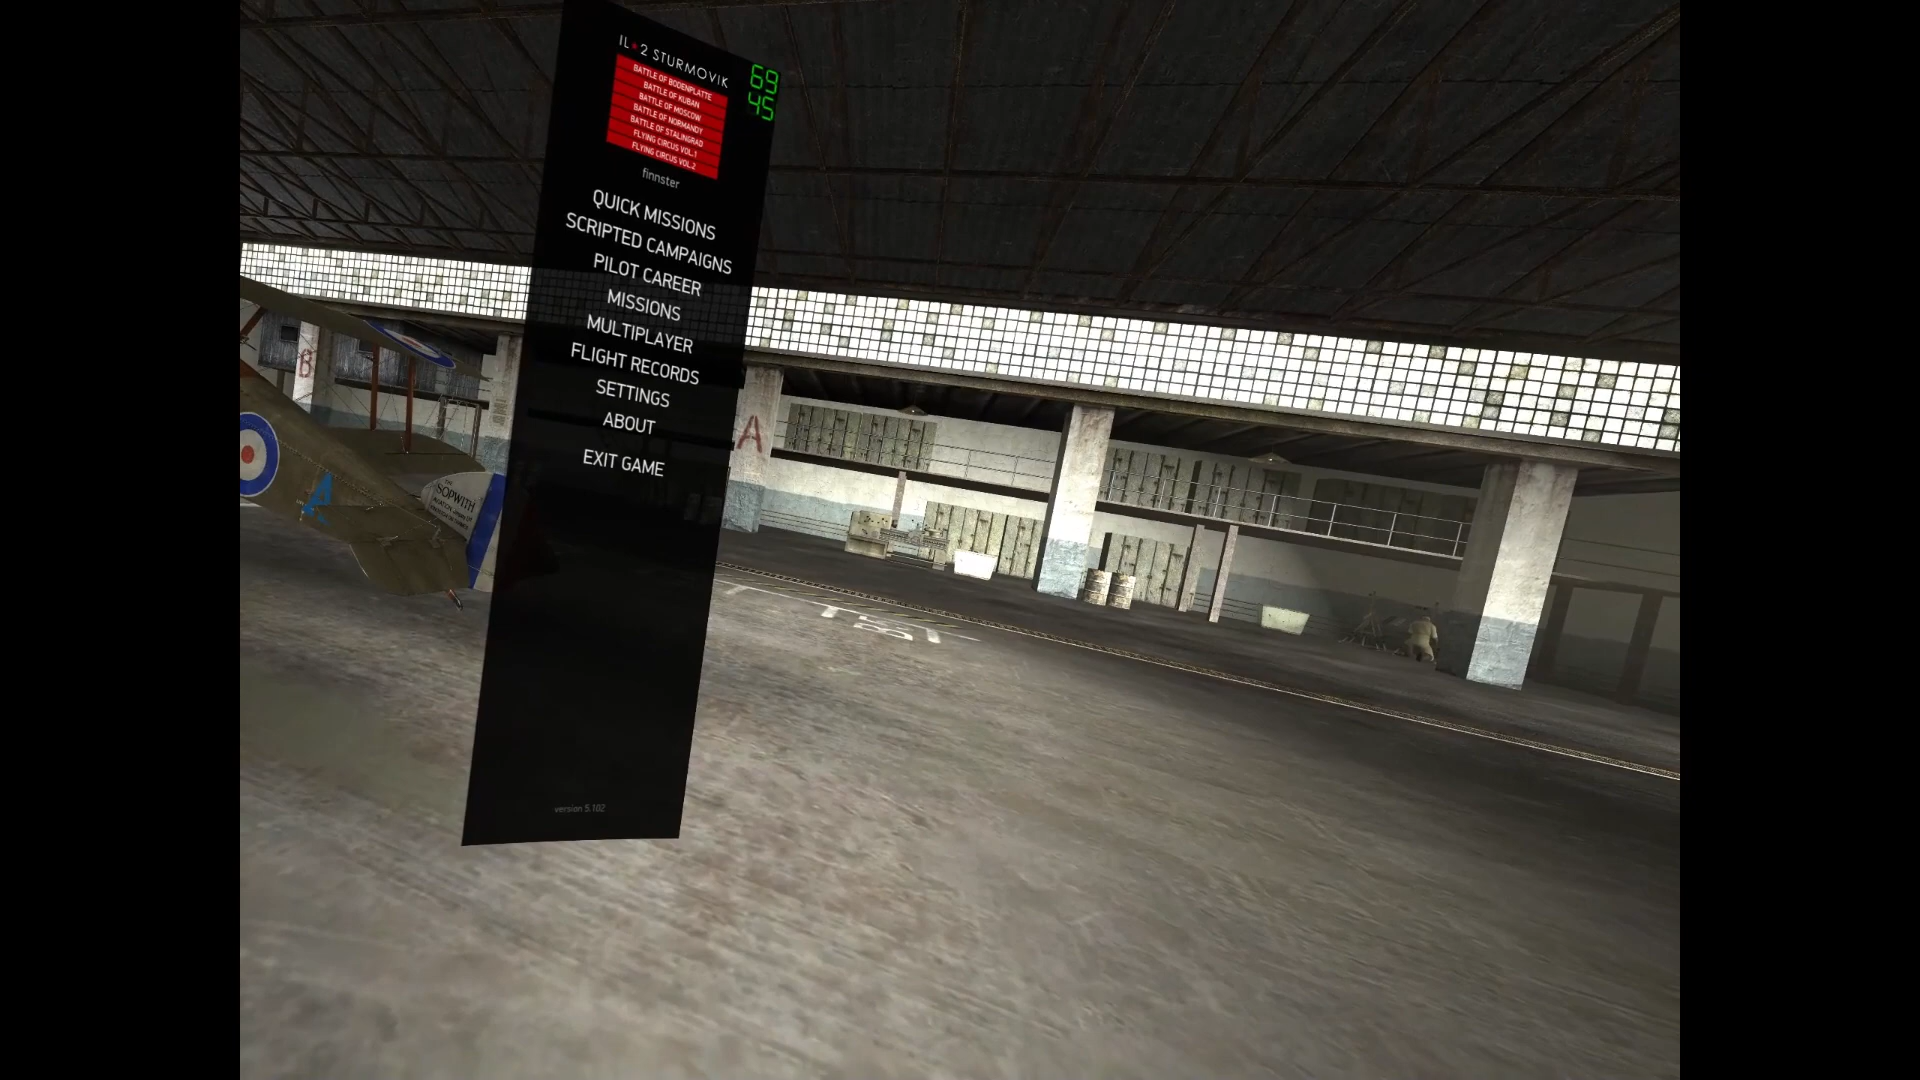 IL★2 STURMOVIK
BATTLE OF BODENPLATTE
BATTLE OF KUBAN
BATTLE OF MOSCOW
BATTLE OF NORMANDY
BATTLE OF STALINGRAD
FLYING CIRCUS VOL.1
FLYING CIRCUS VOL.2
69
45
finnster
QUICK MISSIONS
SCRIPTED CAMPAIGNS
PILOT CAREER
MISSIONS
MULTIPLAYER
FLIGHT RECORDS
SETTINGS
ABOUT
EXIT GAME
version 5.102
B
A
THE
SOPWITH